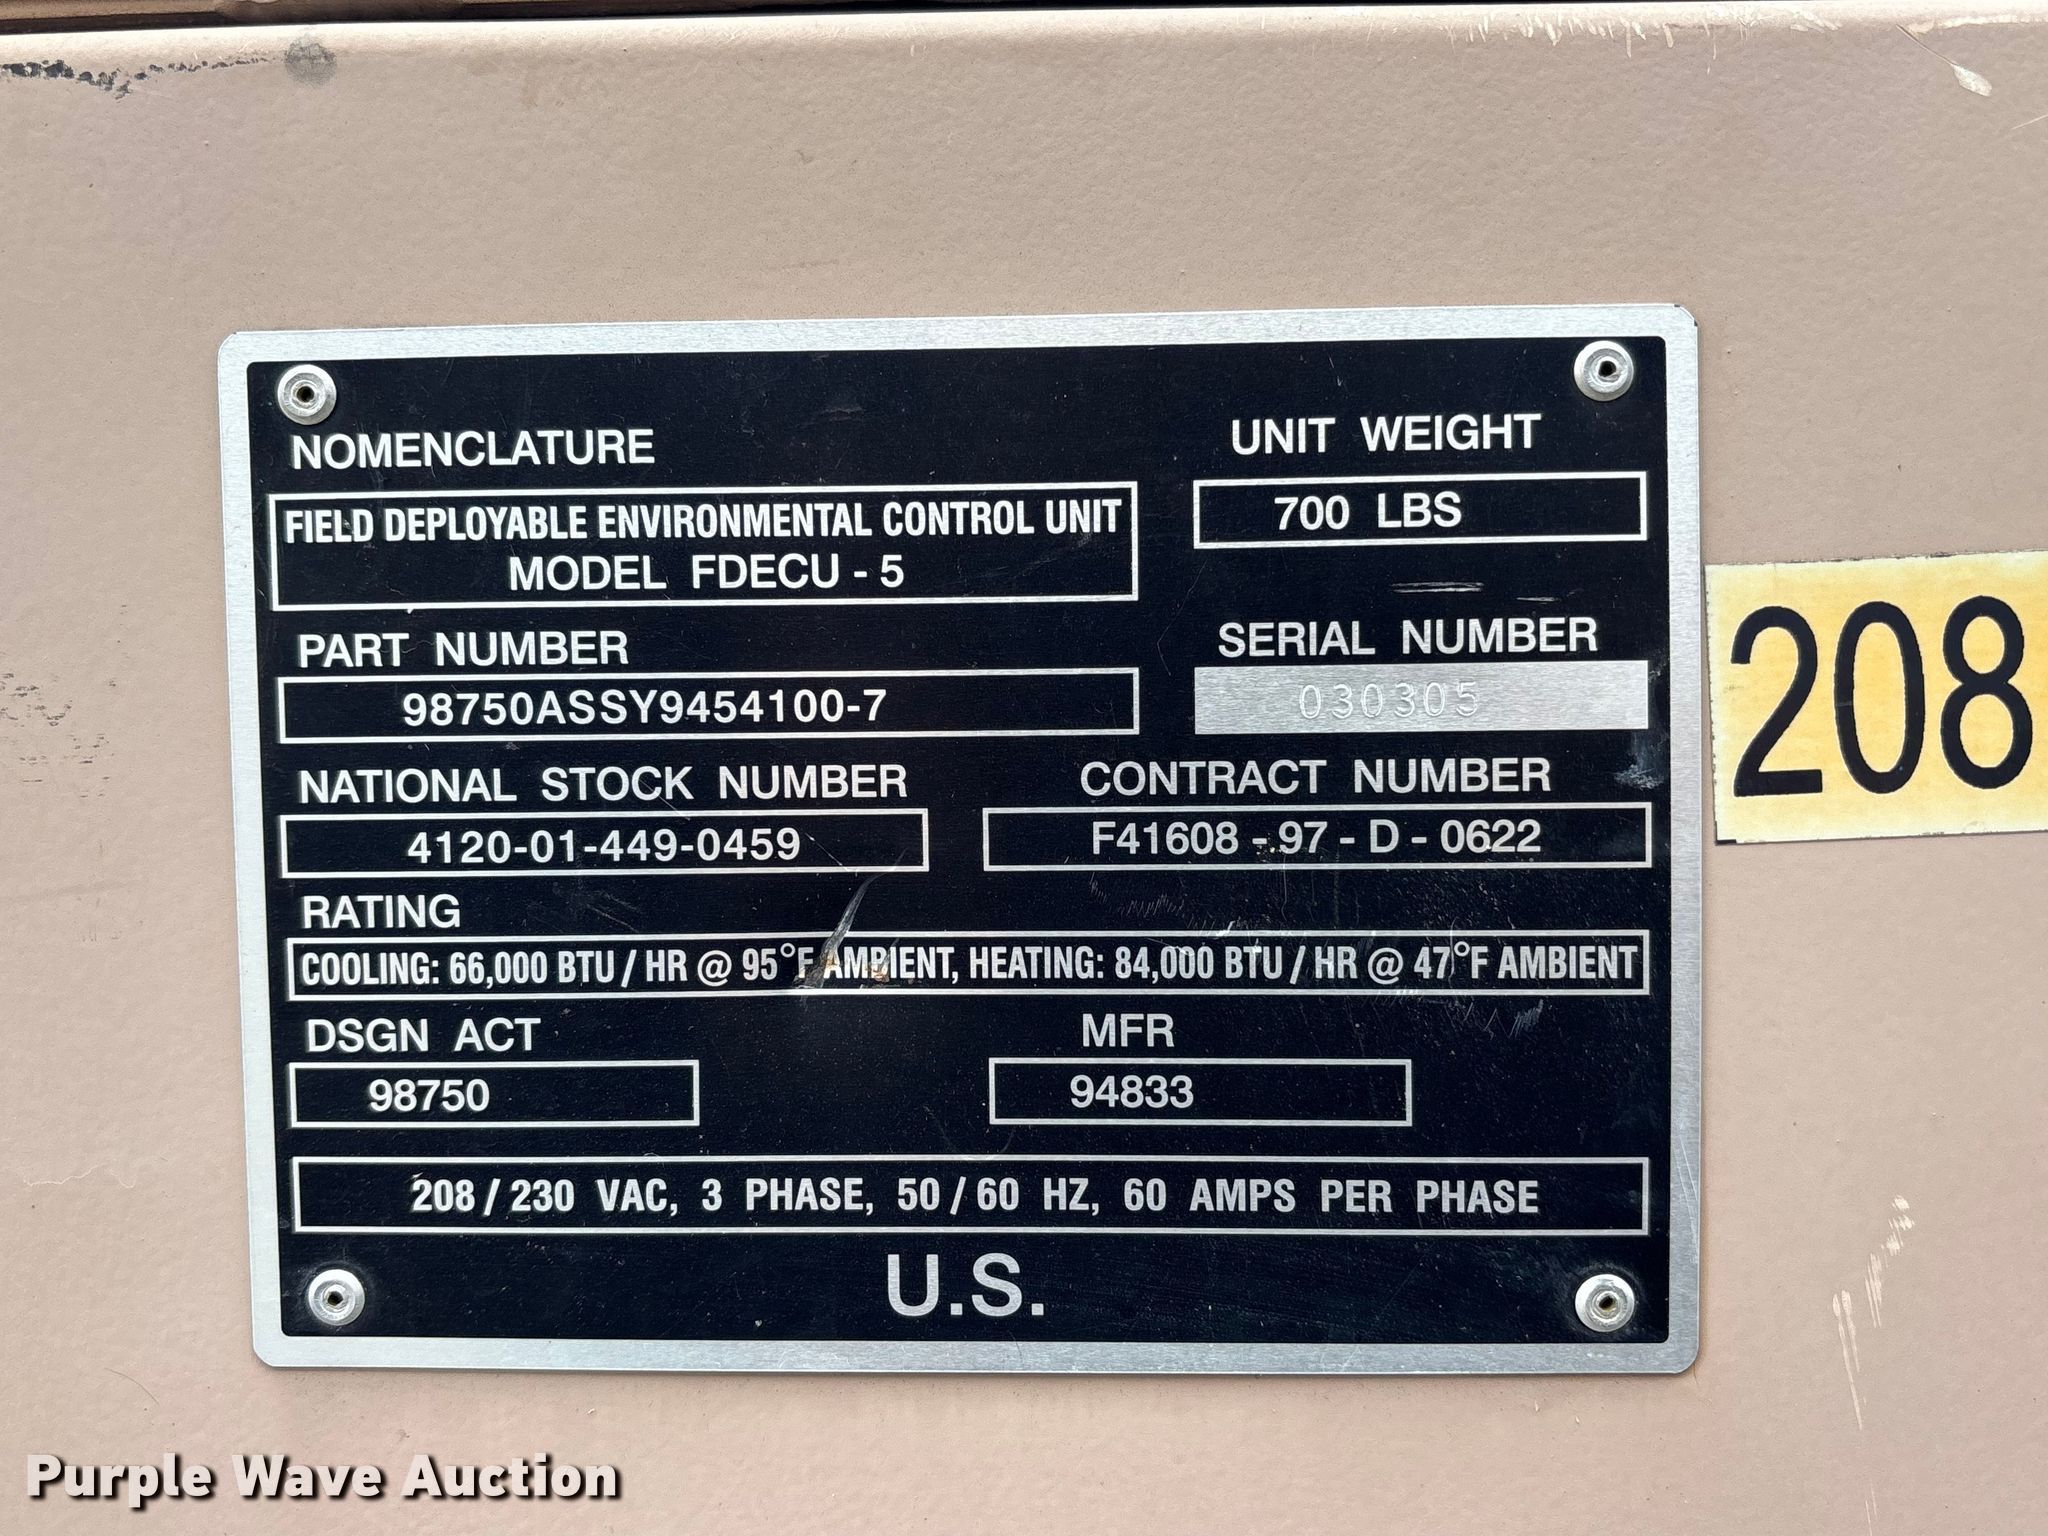 NOMENCLATURE
FIELD DEPLOYABLE ENVIRONMENTAL CONTROL UNIT
MODEL FDECU - 5
UNIT WEIGHT
700 LBS
PART NUMBER
98750ASSY9454100-7
SERIAL NUMBER
030305
NATIONAL STOCK NUMBER
4120-01-449-0459
CONTRACT NUMBER
F41608 - 97 - D - 0622
RATING
COOLING: 66,000 BTU / HR @ 95°F AMBIENT, HEATING: 84,000 BTU / HR @ 47°F AMBIENT
DSGN ACT
98750
MFR
94833
208 / 230 VAC, 3 PHASE, 50 / 60 HZ, 60 AMPS PER PHASE
U.S.
208
Purple Wave Auction